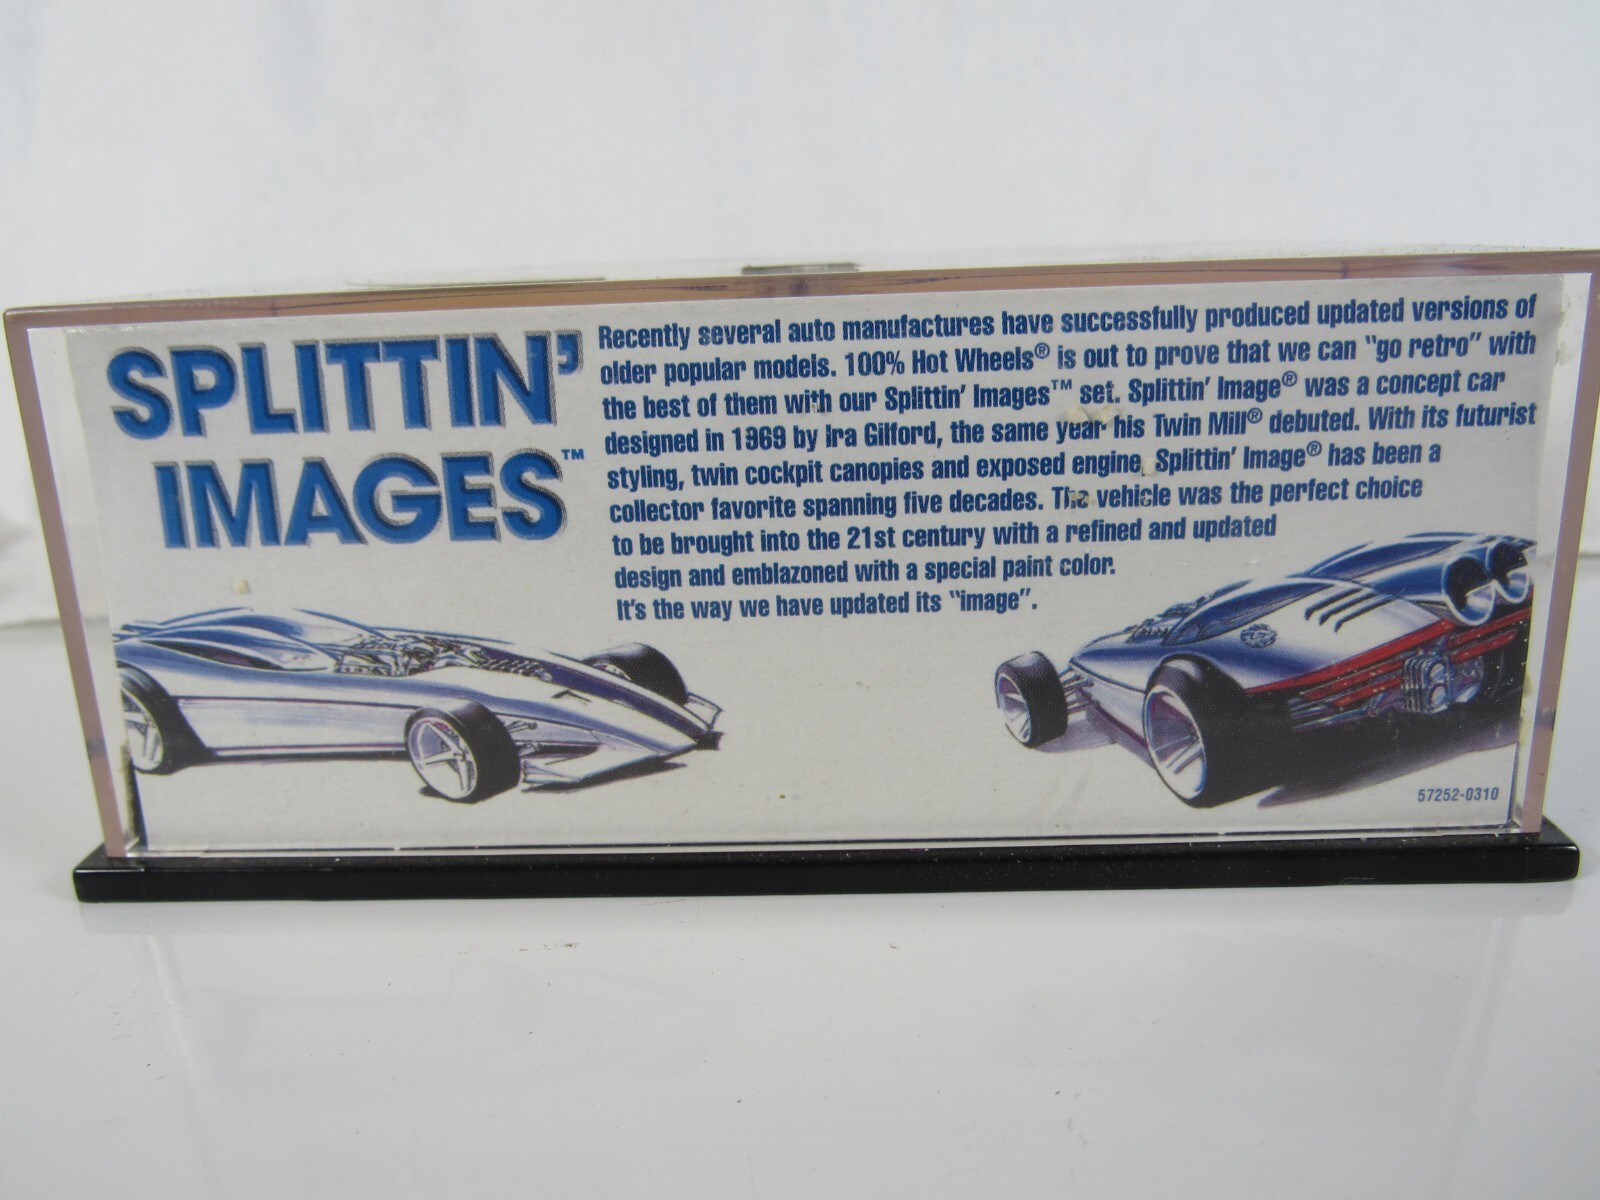 SPLITTIN'
IMAGES™
Recently several auto manufactures have successfully produced updated versions of
older popular models. 100% Hot Wheels® is out to prove that we can "go retro" with
the best of them with our Splittin' Images™ set. Splittin' Image® was a concept car
designed in 1969 by Ira Gilford, the same year his Twin Mill® debuted. With its futurist
styling, twin cockpit canopies and exposed engine, Splittin' Image® has been a
collector favorite spanning five decades. The vehicle was the perfect choice
to be brought into the 21st century with a refined and updated
design and emblazoned with a special paint color.
It's the way we have updated its "image".
57252-0310